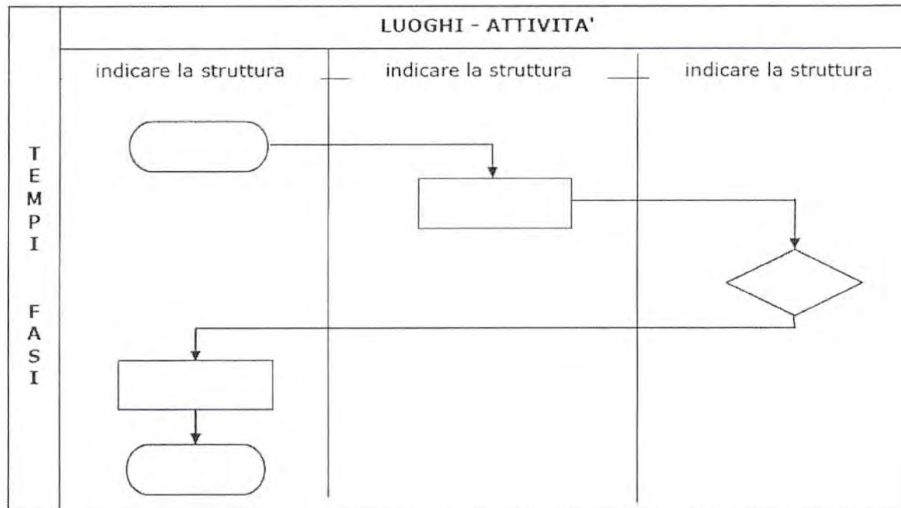 LUOGHI - ATTIVITA'
indicare la struttura
indicare la struttura
indicare la struttura
TEMPI
FASI